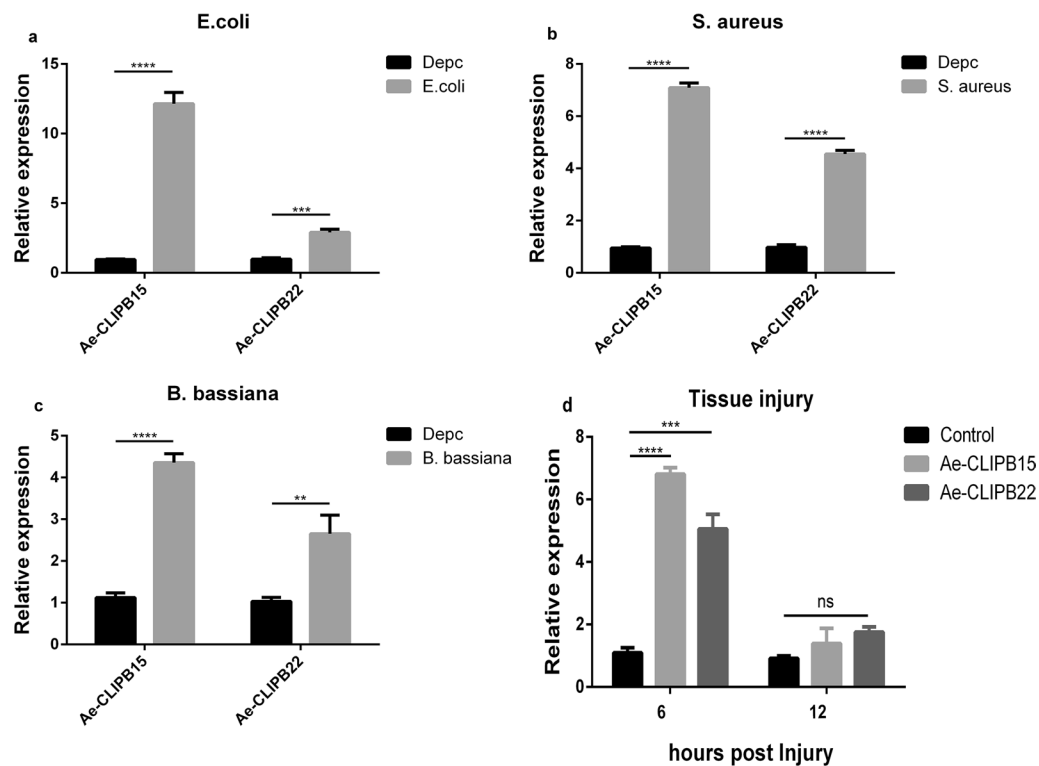 a
E.coli
Relative expression
15
10
5
0
****
***
Ae-CLIPB15
Ae-CLIPB22
Depc
E.coli
b
S. aureus
Relative expression
8
6
4
2
0
****
****
Ae-CLIPB15
Ae-CLIPB22
Depc
S. aureus
c
B. bassiana
Relative expression
5
4
3
2
1
0
****
**
Ae-CLIPB15
Ae-CLIPB22
Depc
B. bassiana
d
Tissue injury
Relative expression
8
6
4
2
0
***
****
ns
6
12
hours post Injury
Control
Ae-CLIPB15
Ae-CLIPB22